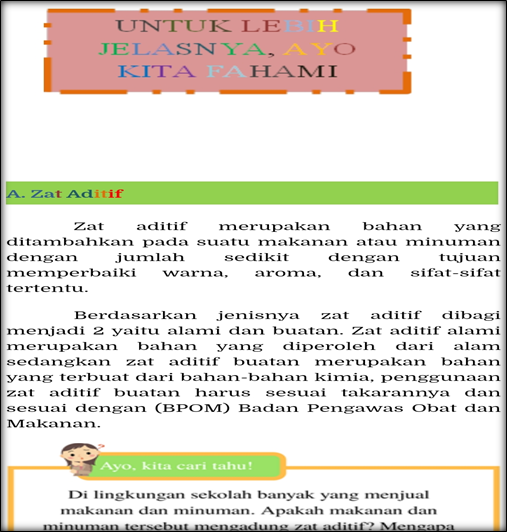 UNTUK LEBIH
JELASNYA, AYO
KITA FAHAMI
A. Zat Aditif
Zat aditif merupakan bahan yang
ditambahkan pada suatu makanan atau minuman
dengan jumlah sedikit dengan tujuan
memperbaiki warna, aroma, dan sifat-sifat
tertentu.
Berdasarkan jenisnya zat aditif dibagi
menjadi 2 yaitu alami dan buatan. Zat aditif alami
merupakan bahan yang diperoleh dari alam
sedangkan zat aditif buatan merupakan bahan
yang terbuat dari bahan-bahan kimia, penggunaan
zat aditif buatan harus sesuai takarannya dan
sesuai dengan (BPOM) Badan Pengawas Obat dan
Makanan.
Ayo, kita cari tahu!
Di lingkungan sekolah banyak yang menjual
makanan dan minuman. Apakah makanan dan
minuman tersebut mengadung zat aditif? Mengapa